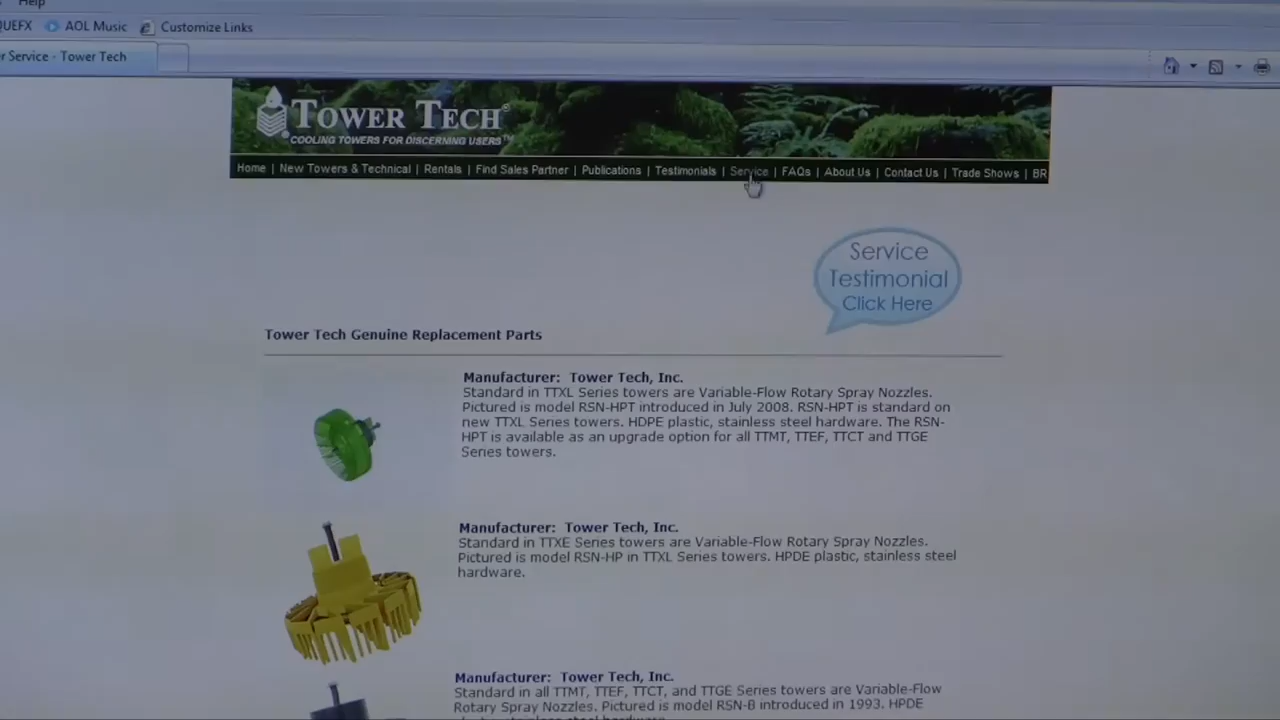 Help
QUEFX AOL Music Customize Links
r Service - Tower Tech
TOWER TECH®
COOLING TOWERS FOR DISCERNING USERS™
Home | New Towers & Technical | Rentals | Find Sales Partner | Publications | Testimonials | Service | FAQs | About Us | Contact Us | Trade Shows | BR
Service
Testimonial
Click Here
Tower Tech Genuine Replacement Parts
Manufacturer: Tower Tech, Inc.
Standard in TTXL Series towers are Variable-Flow Rotary Spray Nozzles.
Pictured is model RSN-HPT introduced in July 2008. RSN-HPT is standard on
new TTXL Series towers. HDPE plastic, stainless steel hardware. The RSN-
HPT is available as an upgrade option for all TTMT, TTEF, TTCT and TTGE
Series towers.
Manufacturer: Tower Tech, Inc.
Standard in TTXE Series towers are Variable-Flow Rotary Spray Nozzles.
Pictured is model RSN-HP in TTXL Series towers. HPDE plastic, stainless steel
hardware.
Manufacturer: Tower Tech, Inc.
Standard in all TTMT, TTEF, TTCT, and TTGE Series towers are Variable-Flow
Rotary Spray Nozzles. Pictured is model RSN-B introduced in 1993. HPDE